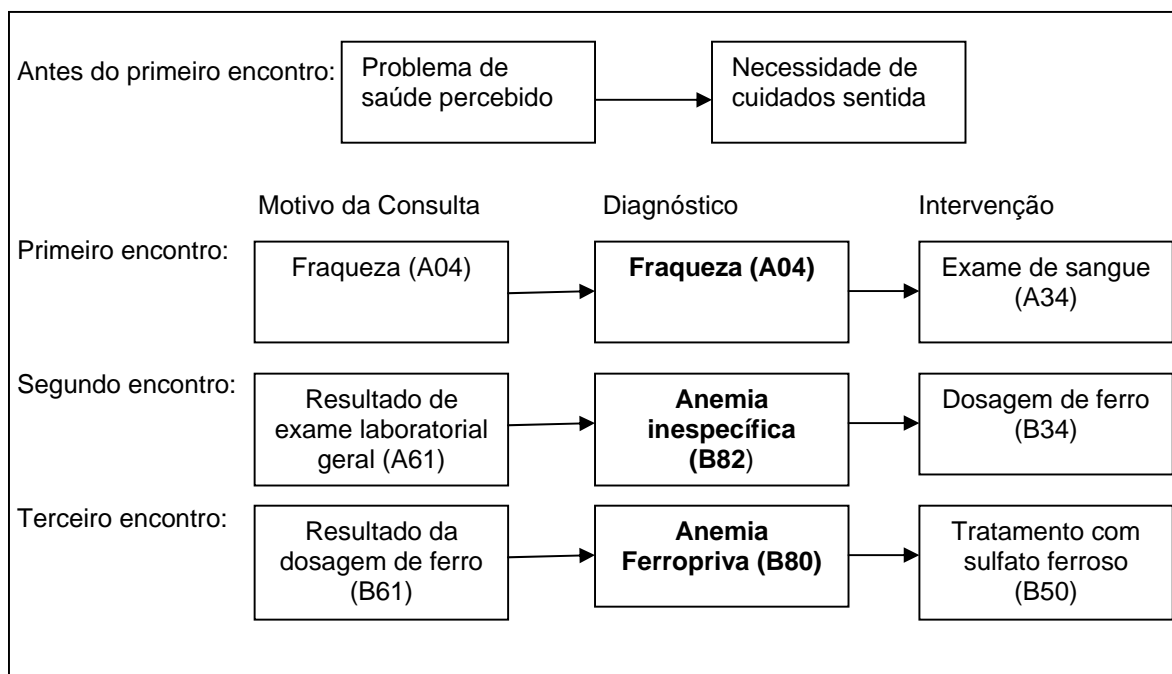 Antes do primeiro encontro:
Problema de
saúde percebido
Necessidade de
cuidados sentida
Motivo da Consulta
Diagnóstico
Intervenção
Primeiro encontro:
Fraqueza (A04)
Fraqueza (A04)
Exame de sangue
(A34)
Segundo encontro:
Resultado de
exame laboratorial
geral (A61)
Anemia
inespecífica
(B82)
Dosagem de ferro
(B34)
Terceiro encontro:
Resultado da
dosagem de ferro
(B61)
Anemia
Ferropriva (B80)
Tratamento com
sulfato ferroso
(B50)